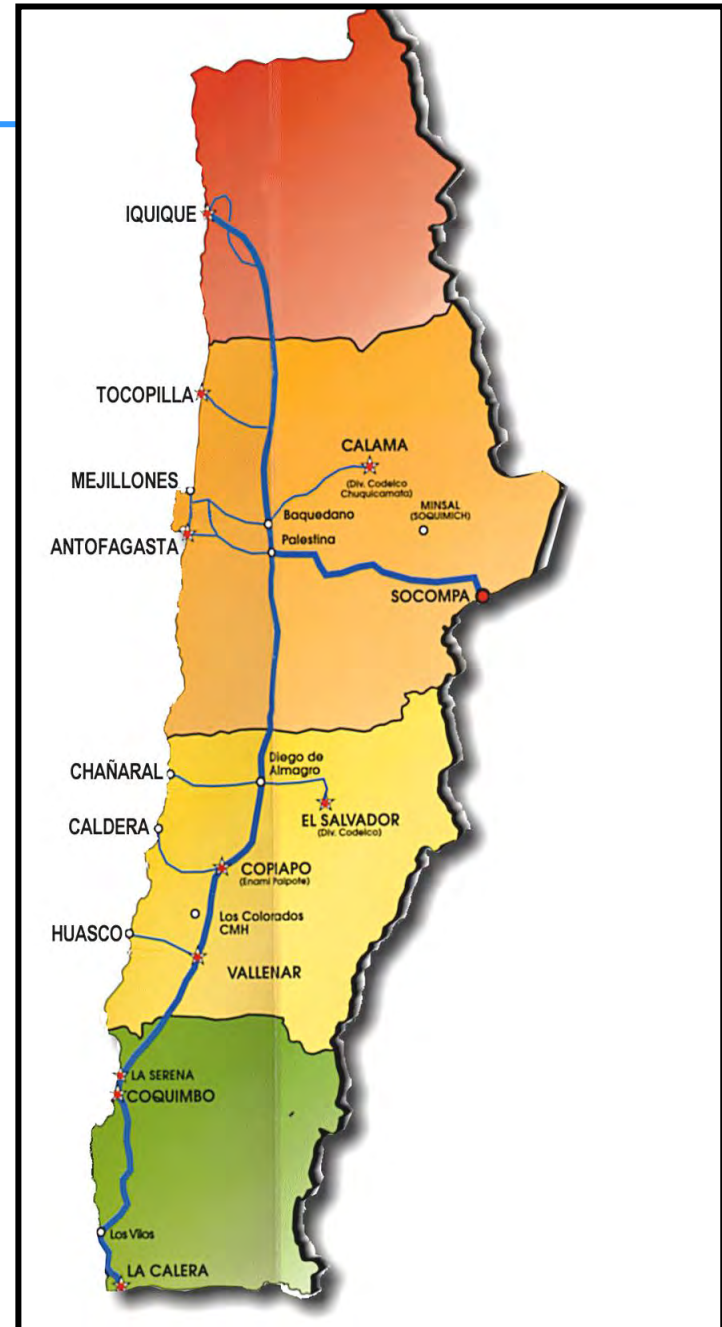 IQUIQUE
TOCOPILLA
CALAMA
(Div. Codelco
Chuquicamata)
MEJILLONES
MINSAL
(SOQUIMICH)
Baquedano
ANTOFAGASTA
Palestina
SOCOMPA
CHAÑARAL
Diego de
Almagro
EL SALVADOR
(Div. Codelco)
CALDERA
COPIAPO
(Enami Paipote)
Los Colorados
CMH
HUASCO
VALLENAR
LA SERENA
COQUIMBO
Los Vilos
LA CALERA